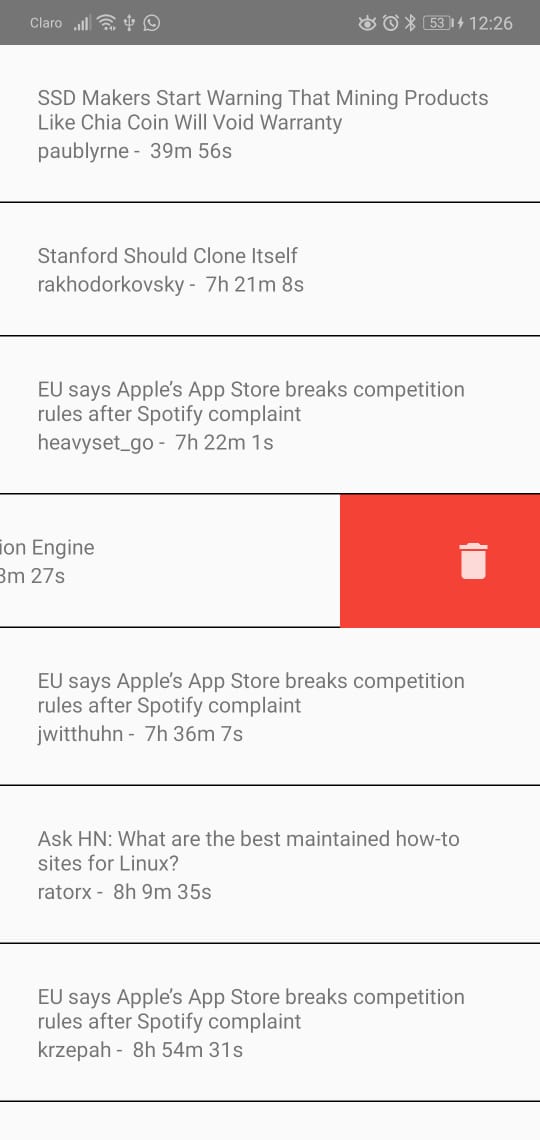 Claro 53 12:26
SSD Makers Start Warning That Mining Products
Like Chia Coin Will Void Warranty
paublyrne - 39m 56s
Stanford Should Clone Itself
rakhodorkovsky - 7h 21m 8s
EU says Apple’s App Store breaks competition
rules after Spotify complaint
heavyset_go - 7h 22m 1s
ion Engine
3m 27s
EU says Apple’s App Store breaks competition
rules after Spotify complaint
jwitthuhn - 7h 36m 7s
Ask HN: What are the best maintained how-to
sites for Linux?
ratorx - 8h 9m 35s
EU says Apple’s App Store breaks competition
rules after Spotify complaint
krzepah - 8h 54m 31s